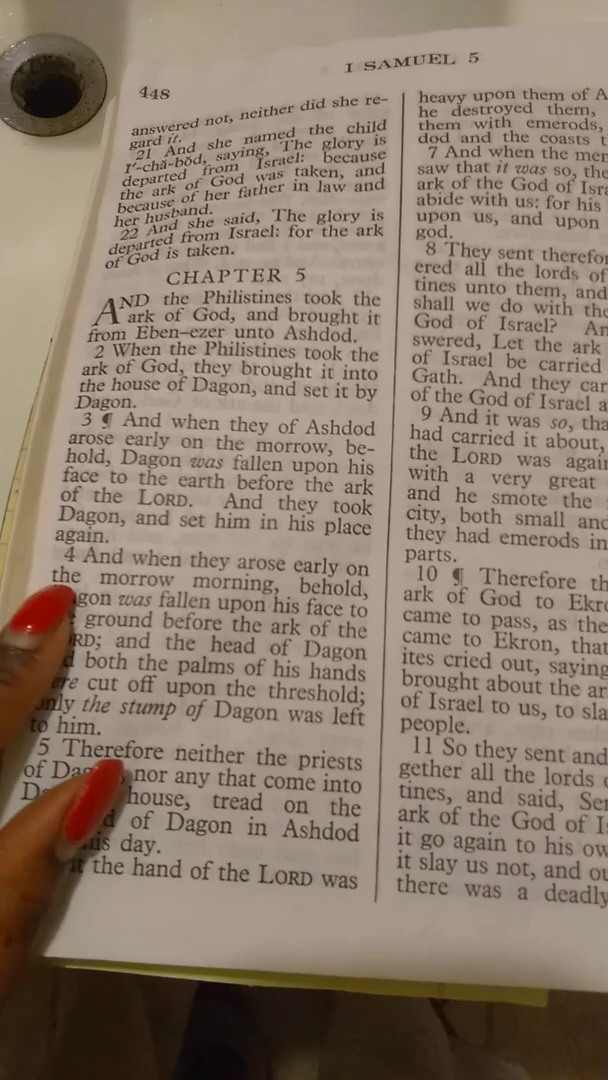 448
I SAMUEL 5
answered not, neither did she re-
gard it.
21 And she named the child
I'-chă-bŏd, saying, The glory is
departed from Israel: because
the ark of God was taken, and
because of her father in law and
her husband.
22 And she said, The glory is
departed from Israel: for the ark
of God is taken.
CHAPTER 5
AND the Philistines took the
ark of God, and brought it
from Eben-ezer unto Ashdod.
2 When the Philistines took the
ark of God, they brought it into
the house of Dagon, and set it by
Dagon.
3 ¶ And when they of Ashdod
arose early on the morrow, be-
hold, Dagon was fallen upon his
face to the earth before the ark
of the LORD. And they took
Dagon, and set him in his place
again.
4 And when they arose early on
the morrow morning, behold,
gon was fallen upon his face to
ground before the ark of the
RD; and the head of Dagon
both the palms of his hands
ere cut off upon the threshold;
only the stump of Dagon was left
to him.
5 Therefore neither the priests
of Dag nor any that come into
D house, tread on the
d of Dagon in Ashdod
his day.
the hand of the LORD was
heavy upon them of A
he destroyed them,
them with emerods,
dod and the coasts t
7 And when the men
saw that it was so, the
ark of the God of Isra
abide with us: for his
upon us, and upon
god.
8 They sent therefor
ered all the lords of
tines unto them, and
shall we do with the
God of Israel? An
swered, Let the ark
of Israel be carried
Gath. And they car
of the God of Israel a
9 And it was so, tha
had carried it about,
the LORD was again
with a very great
and he smote the
city, both small and
they had emerods in
parts.
10 ¶ Therefore th
ark of God to Ekro
came to pass, as the
came to Ekron, that
ites cried out, saying
brought about the ar
of Israel to us, to sla
people.
11 So they sent and
gether all the lords o
tines, and said, Sen
ark of the God of Is
it go again to his ow
it slay us not, and ou
there was a deadly